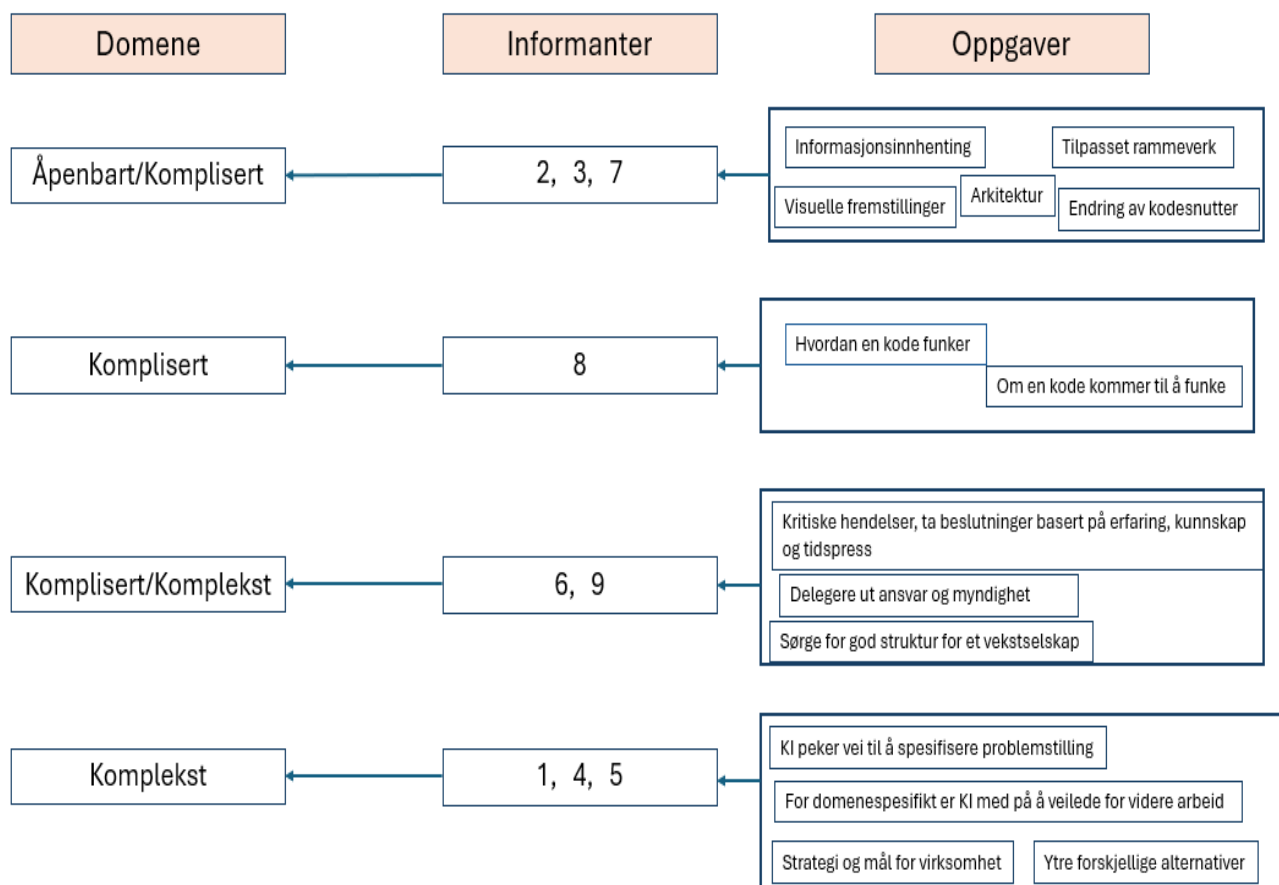 Domene
Informanter
Oppgaver
Åpenbart/Komplisert
2, 3, 7
Informasjonsinnhenting
Tilpasset rammeverk
Visuelle fremstillinger
Arkitektur
Endring av kodesnutter
Komplisert
8
Hvordan en kode funker
Om en kode kommer til å funke
Komplisert/Komplekst
6, 9
Kritiske hendelser, ta beslutninger basert på erfaring, kunnskap
og tidspress
Delegere ut ansvar og myndighet
Sørge for god struktur for et vekstselskap
Komplekst
1, 4, 5
KI peker vei til å spesifisere problemstilling
For domenespesifikt er KI med på å veilede for videre arbeid
Strategi og mål for virksomhet
Ytre forskjellige alternativer